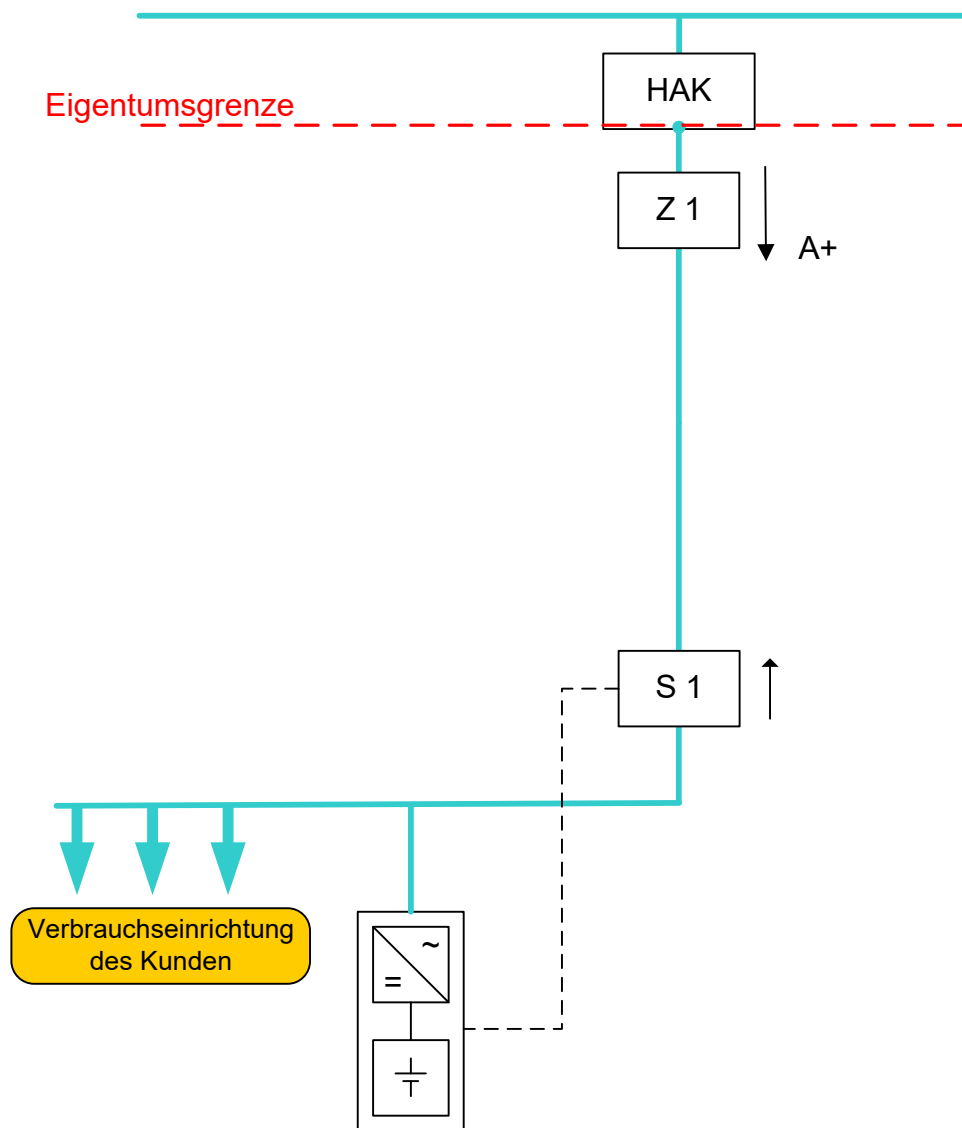 HAK
Eigentumsgrenze
Z 1
A+
S 1
Verbrauchseinrichtung
des Kunden
~
=